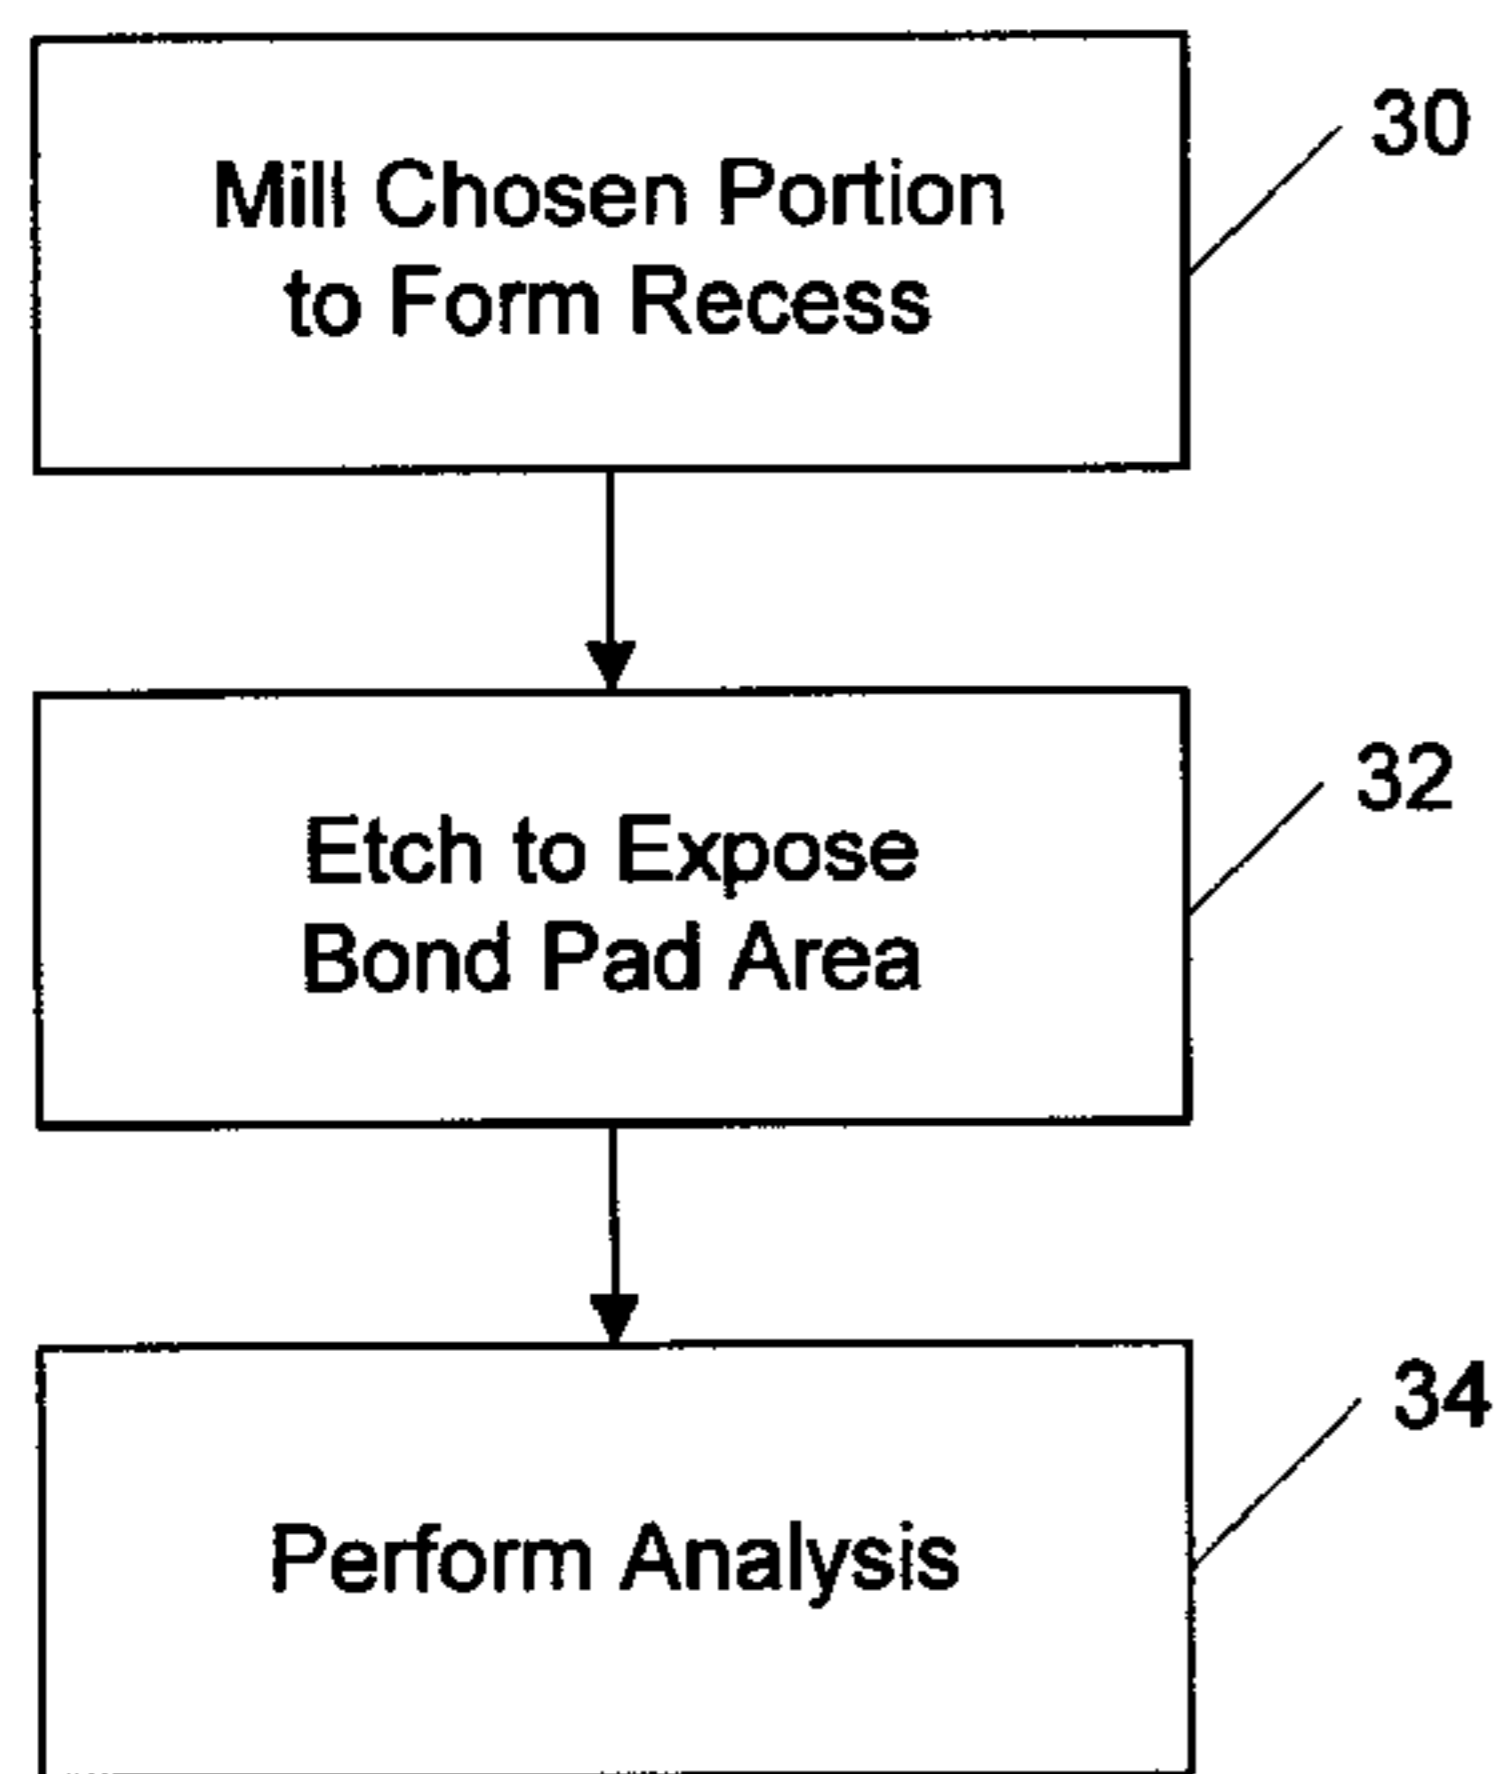 Mill Chosen Portion
to Form Recess
30
Etch to Expose
Bond Pad Area
32
Perform Analysis
34